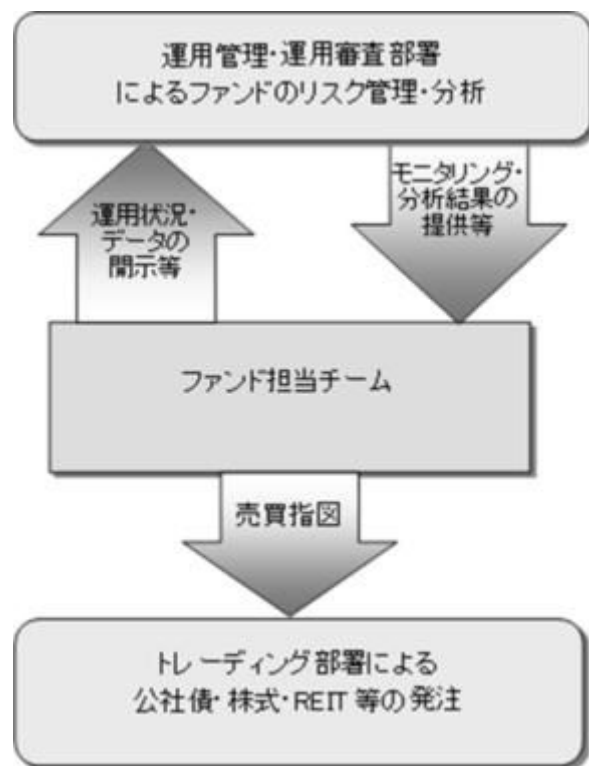 運用管理・運用審査部署
によるファンドのリスク管理・分析
運用状況・
データの
開示等
モニタリング・
分析結果の
提供等
ファンド担当チーム
売買指図
トレーディング部署による
公社債・株式・REIT 等の発注